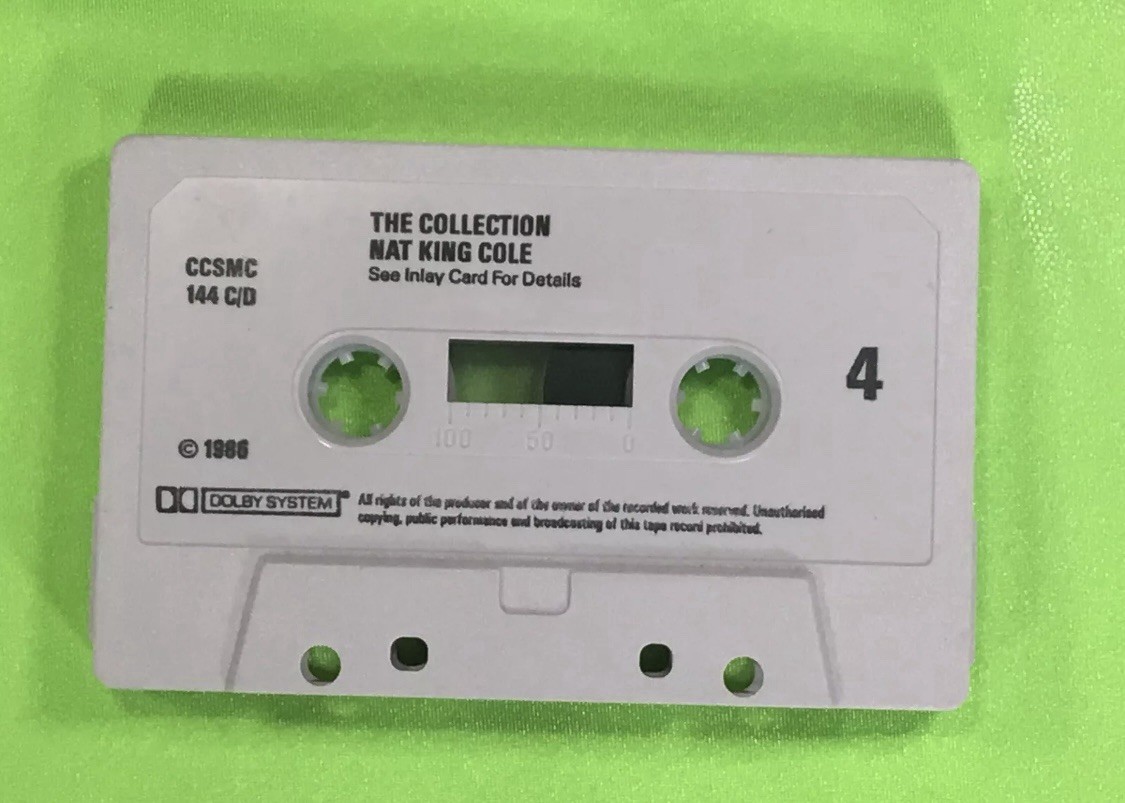 THE COLLECTION
NAT KING COLE
See Inlay Card For Details
CCSMC
144 C/D
4
100 50 0
© 1986
DOLBY SYSTEM®
All rights of the producer and of the owner of the recorded work reserved. Unauthorised
copying, public performance and broadcasting of this tape record prohibited.